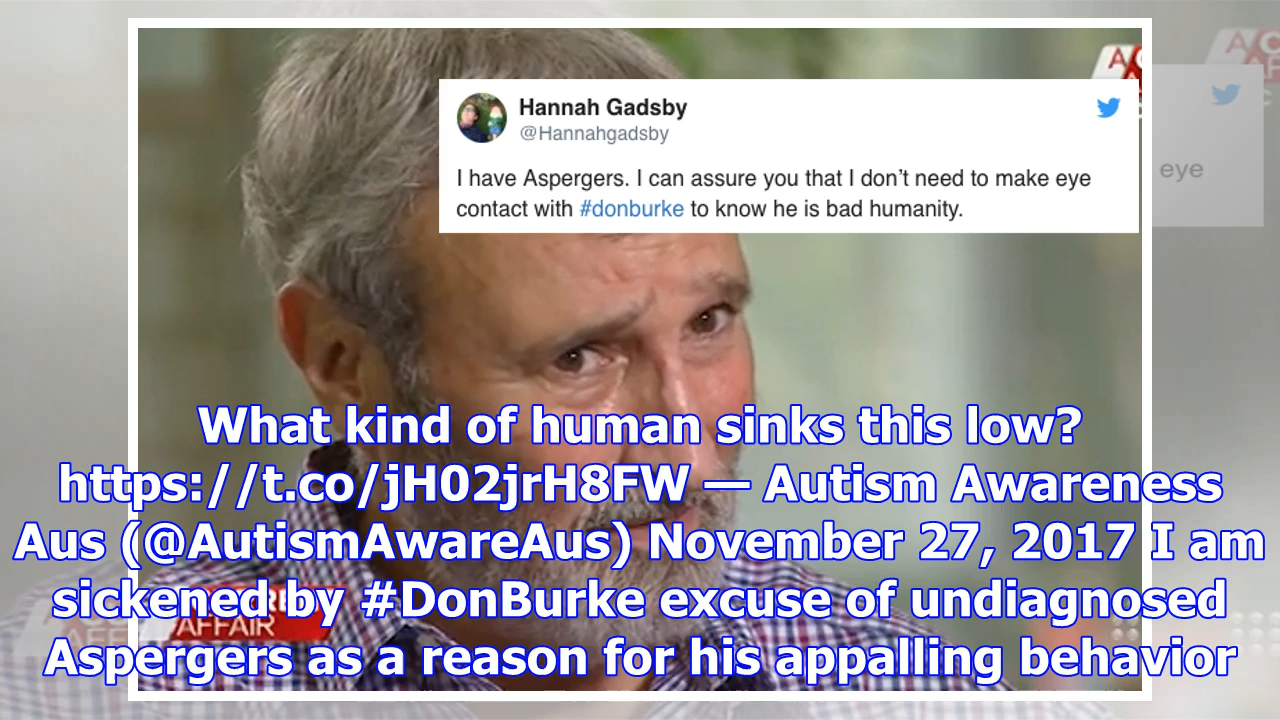 Hannah Gadsby
@Hannahgadsby
I have Aspergers. I can assure you that I don’t need to make eye
contact with #donburke to know he is bad humanity.
eye
What kind of human sinks this low?
https://t.co/jH02jrH8FW — Autism Awareness
Aus (@AutismAwareAus) November 27, 2017 I am
sickened by #DonBurke excuse of undiagnosed
Aspergers as a reason for his appalling behavior
AFFAIR